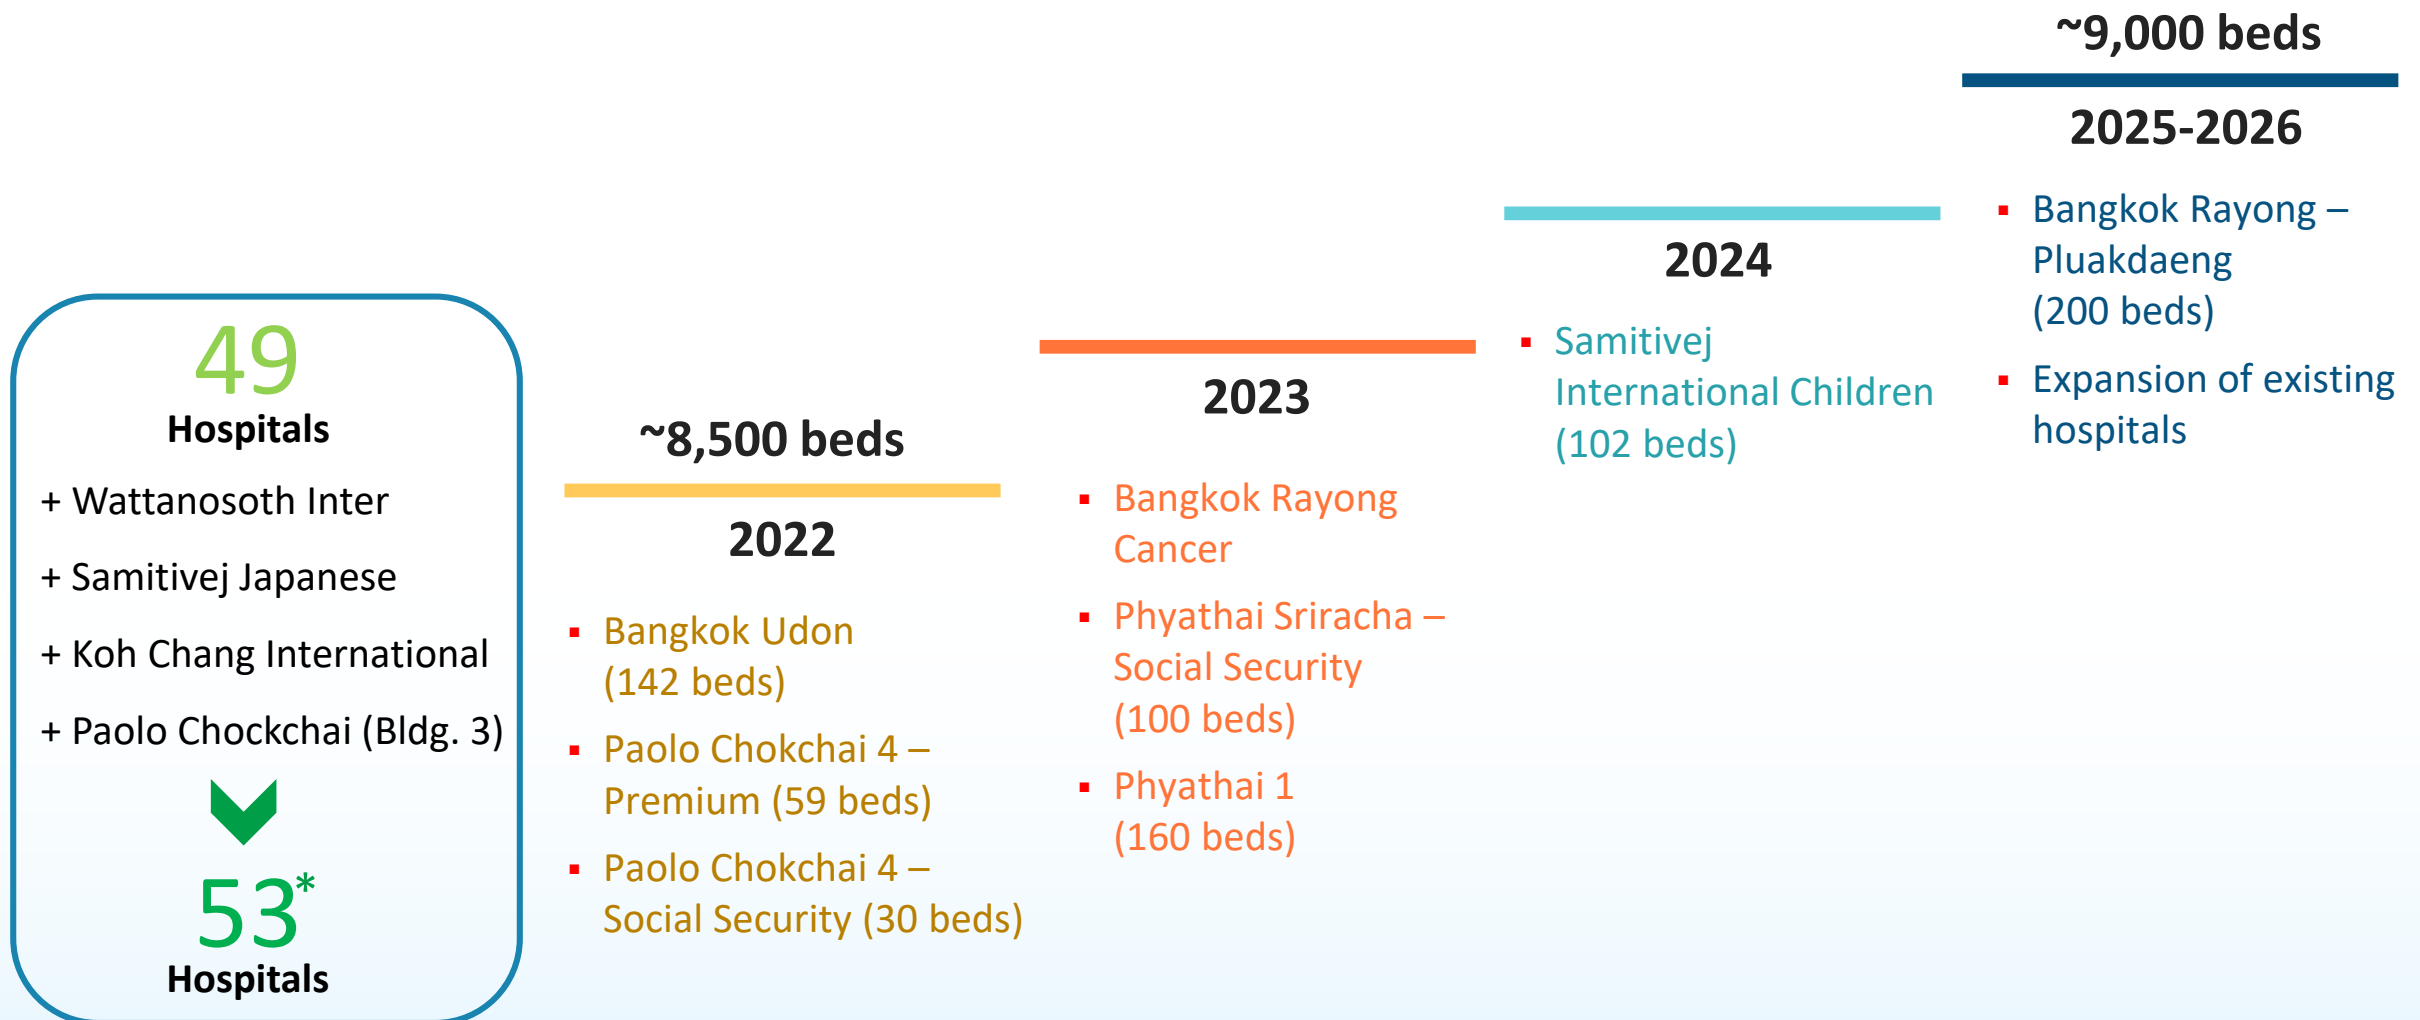 49
Hospitals
+ Wattanosoth Inter
+ Samitivej Japanese
+ Koh Chang International
+ Paolo Chockchai (Bldg. 3)
53*
Hospitals
~8,500 beds
2022
▪ Bangkok Udon
(142 beds)
▪ Paolo Chokchai 4 –
Premium (59 beds)
▪ Paolo Chokchai 4 –
Social Security (30 beds)
2023
▪ Bangkok Rayong
Cancer
▪ Phyathai Sriracha –
Social Security
(100 beds)
▪ Phyathai 1
(160 beds)
2024
▪ Samitivej
International Children
(102 beds)
~9,000 beds
2025-2026
▪ Bangkok Rayong –
Pluakdaeng
(200 beds)
▪ Expansion of existing
hospitals